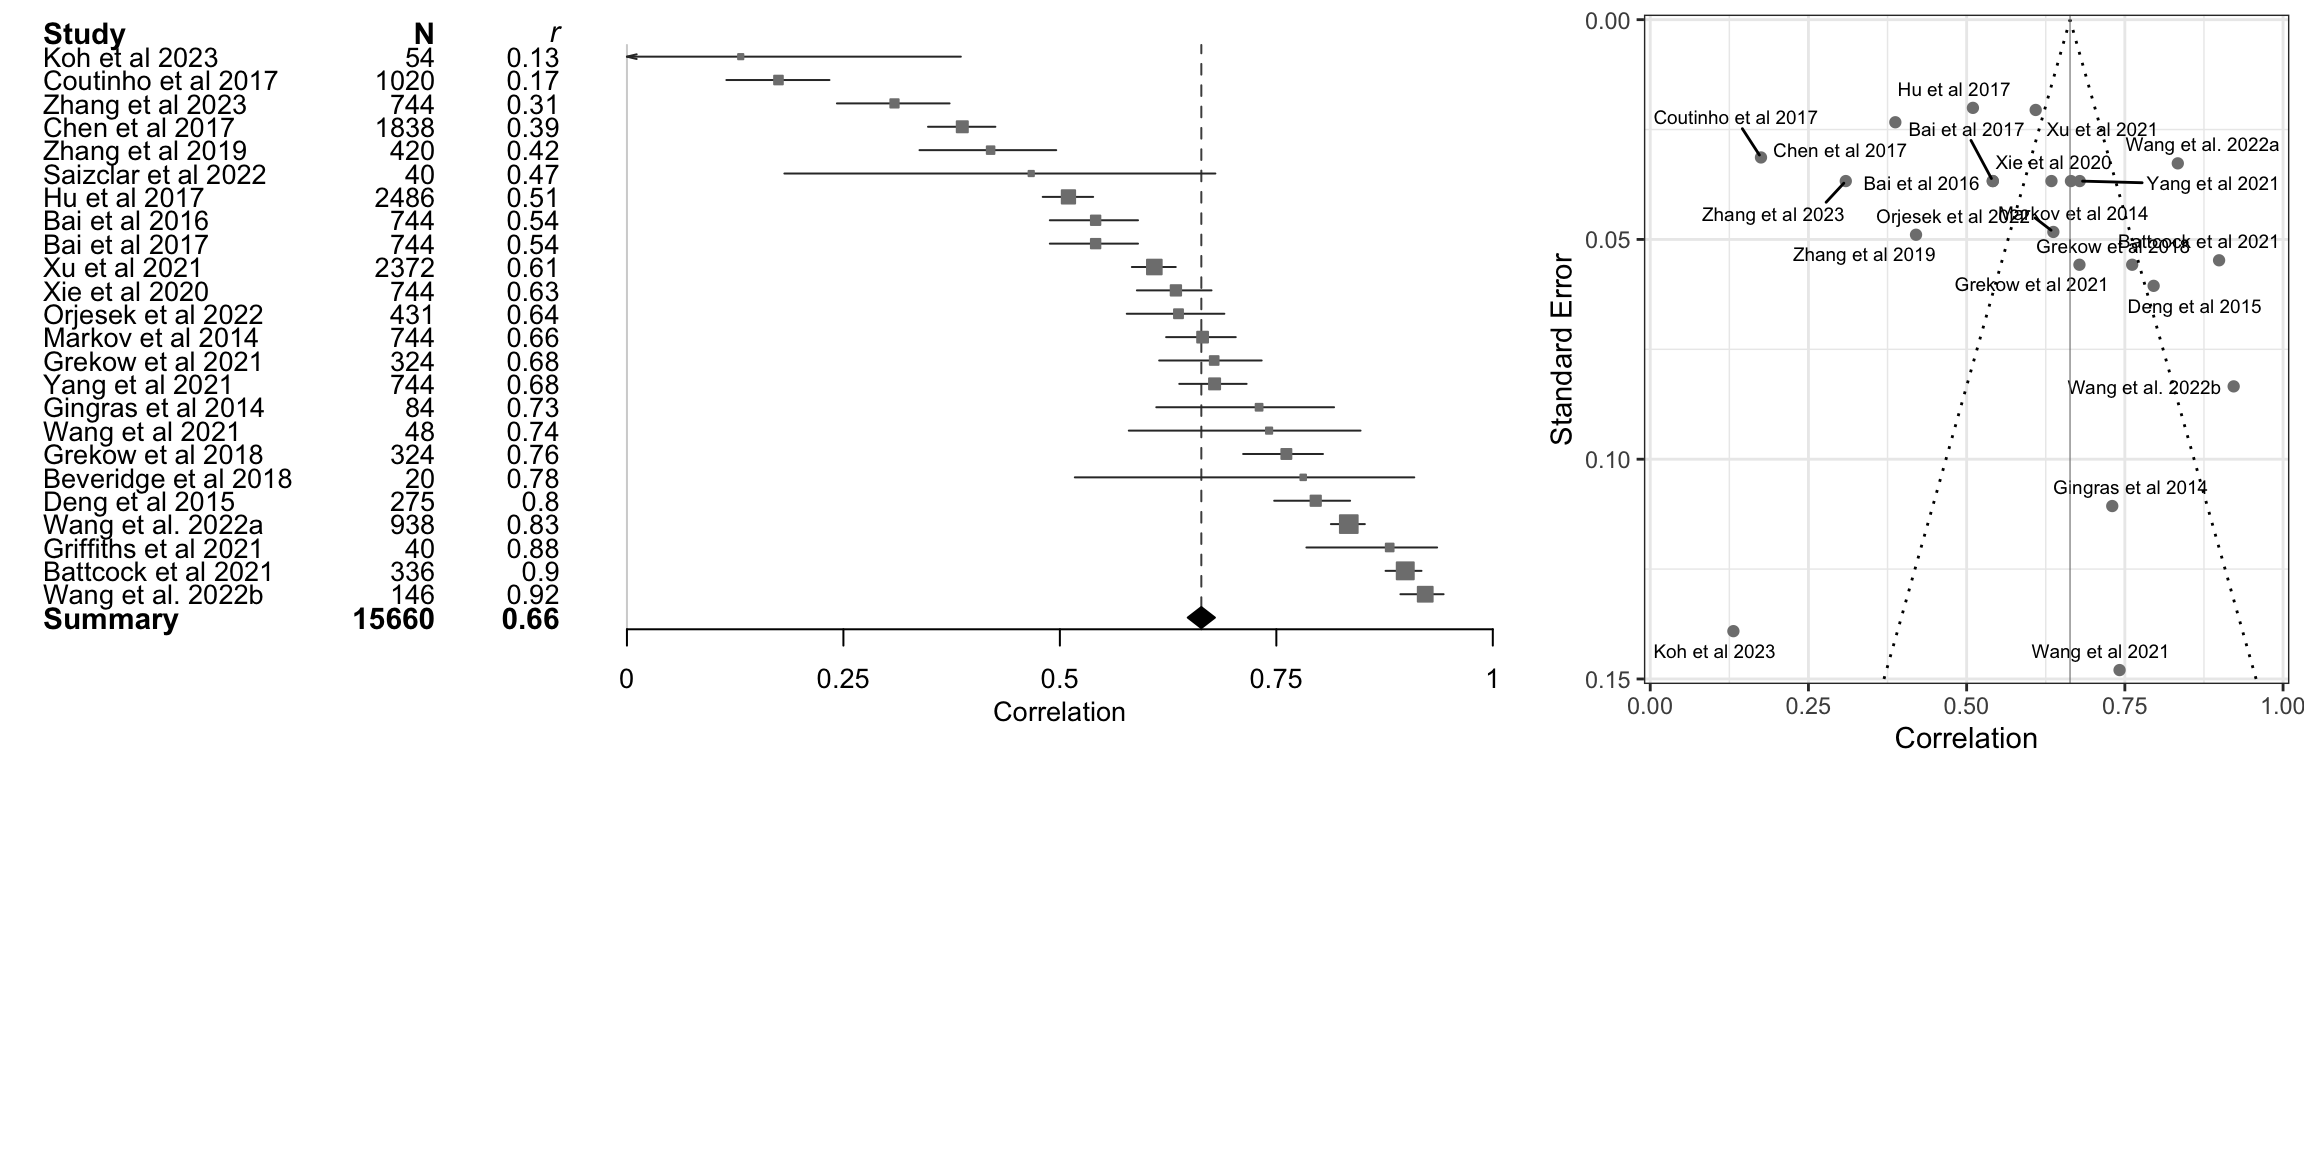 Study N r
Koh et al 2023 54 0.13
Coutinho et al 2017 1020 0.17
Zhang et al 2023 744 0.31
Chen et al 2017 1838 0.39
Zhang et al 2019 420 0.42
Saizclar et al 2022 40 0.47
Hu et al 2017 2486 0.51
Bai et al 2016 744 0.54
Bai et al 2017 744 0.54
Xu et al 2021 2372 0.61
Xie et al 2020 744 0.63
Orjesek et al 2022 431 0.64
Markov et al 2014 744 0.66
Grekow et al 2021 324 0.68
Yang et al 2021 744 0.68
Gingras et al 2014 84 0.73
Wang et al 2021 48 0.74
Grekow et al 2018 324 0.76
Beveridge et al 2018 20 0.78
Deng et al 2015 275 0.8
Wang et al. 2022a 938 0.83
Griffiths et al 2021 40 0.88
Battcock et al 2021 336 0.9
Wang et al. 2022b 146 0.92
Summary 15660 0.66
0 0.25 0.5 0.75 1
Correlation
0.00
0.05
0.10
0.15
Standard Error
Hu et al 2017
Coutinho et al 2017
Bai et al 2017
Xu et al 2021
Wang et al. 2022a
Chen et al 2017
Xie et al 2020
Bai et al 2016
Yang et al 2021
Zhang et al 2023
Orjesek et al 2022
Markov et al 2014
Zhang et al 2019
Grekow et al 2018
Battcock et al 2021
Grekow et al 2021
Deng et al 2015
Wang et al. 2022b
Gingras et al 2014
Koh et al 2023
Wang et al 2021
0.00 0.25 0.50 0.75 1.00
Correlation